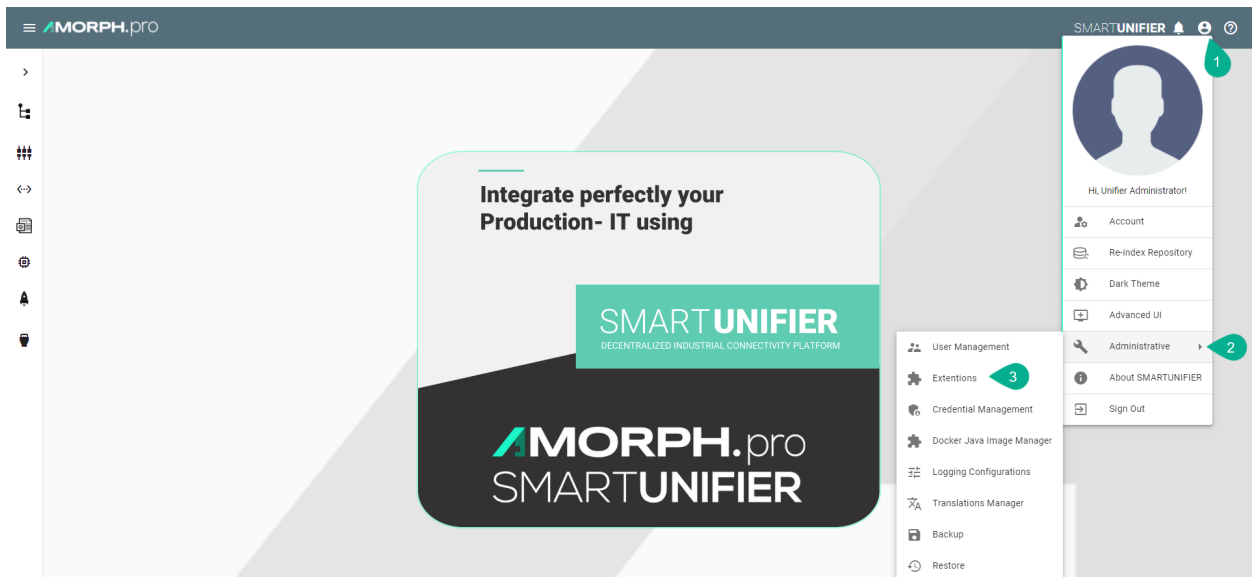 AMORPH.pro
SMARTUNIFIER
1
Hi, Unifier Administrator!
Account
Re-index Repository
Dark Theme
Advanced UI
Administrative
2
About SMARTUNIFIER
Sign Out
User Management
Extentions
3
Credential Management
Docker Java Image Manager
Logging Configurations
Translations Manager
Backup
Restore
Integrate perfectly your
Production- IT using
SMARTUNIFIER
DECENTRALIZED INDUSTRIAL CONNECTIVITY PLATFORM
AMORPH.pro
SMARTUNIFIER